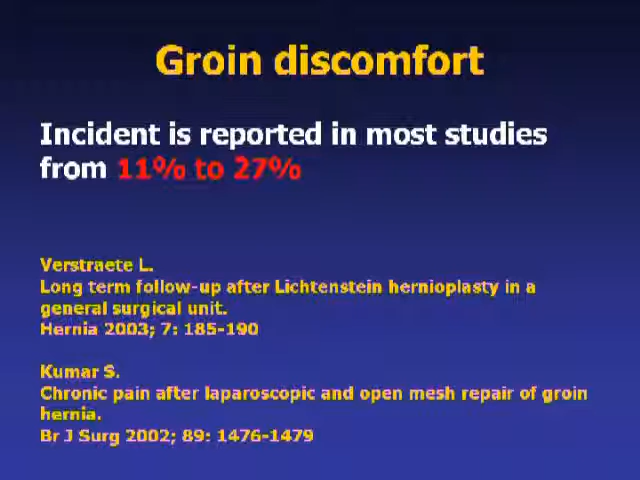 Groin discomfort
Incident is reported in most studies
from 11% to 27%
Verstraete L.
Long term follow-up after Lichtenstein hernioplasty in a
general surgical unit.
Hernia 2003; 7: 185-190
Kumar S.
Chronic pain after laparoscopic and open mesh repair of groin
hernia.
Br J Surg 2002; 89: 1476-1479